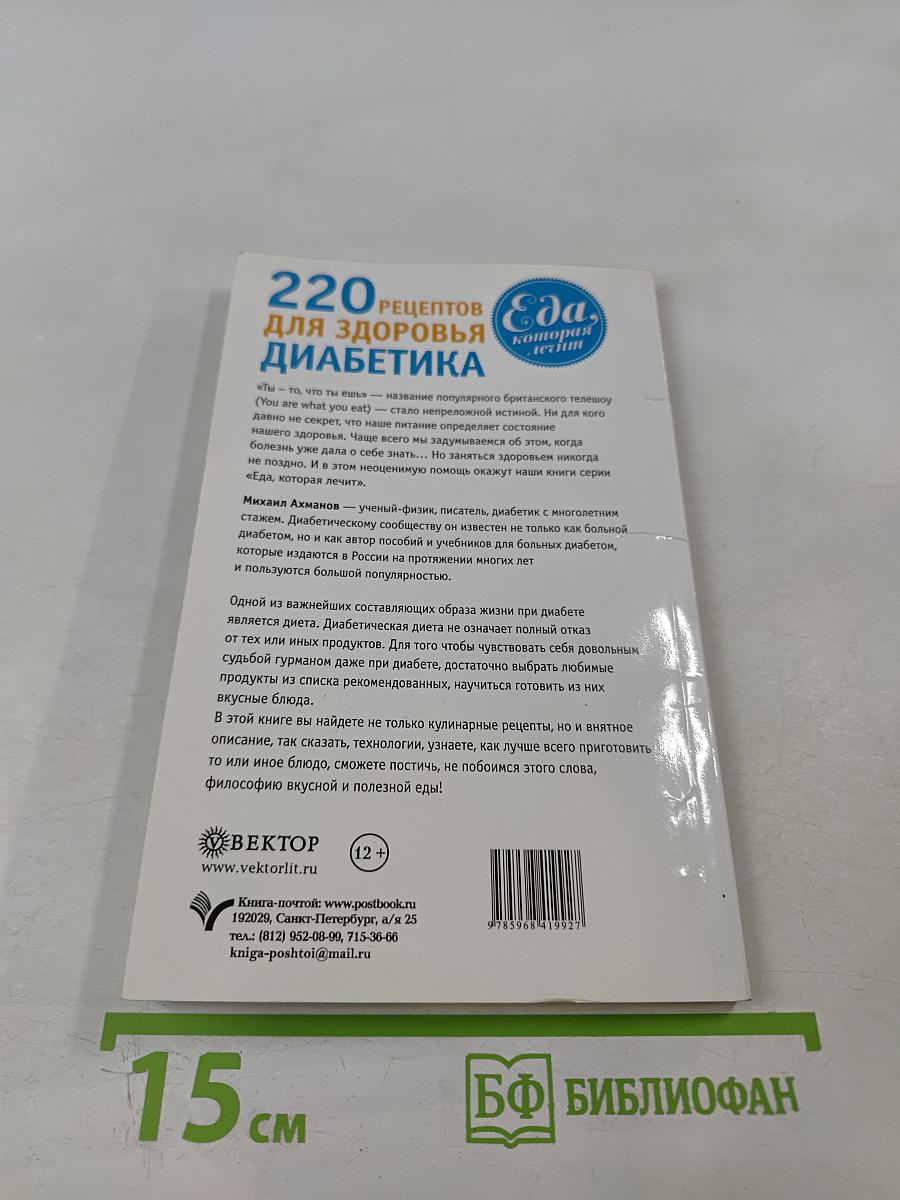 220 РЕЦЕПТОВ
ДЛЯ ЗДОРОВЬЯ
ДИАБЕТИКА
Еда,
которая
лечит
«Ты – то, что ты ешь» — название популярного британского телешоу
(You are what you eat) — стало непреложной истиной. Ни для кого
давно не секрет, что наше питание определяет состояние
нашего здоровья. Чаще всего мы задумываемся об этом, когда
болезнь уже дала о себе знать... Но заняться здоровьем никогда
не поздно. И в этом неоценимую помощь окажут наши книги серии
«Еда, которая лечит».
Михаил Ахманов — ученый-физик, писатель, диабетик с многолетним
стажем. Диабетическому сообществу он известен не только как больной
диабетом, но и как автор пособий и учебников для больных диабетом,
которые издаются в России на протяжении многих лет
и пользуются большой популярностью.
Одной из важнейших составляющих образа жизни при диабете
является диета. Диабетическая диета не означает полный отказ
от тех или иных продуктов. Для того чтобы чувствовать себя довольным
судьбой гурманом даже при диабете, достаточно выбрать любимые
продукты из списка рекомендованных, научиться готовить из них
вкусные блюда.
В этой книге вы найдете не только кулинарные рецепты, но и внятное
описание, так сказать, технологии, узнаете, как лучше всего приготовить
то или иное блюдо, сможете постичь, не побоимся этого слова,
философию вкусной и полезной еды!
V ВЕКТОР
www.vektorlit.ru
12 +
Книга-почтой: www.postbook.ru
192029, Санкт-Петербург, а/я 25
тел.: (812) 952-08-99, 715-36-66
kniga-poshtoi@mail.ru
9 785968 419927
15 см
БФ БИБЛИОФАН